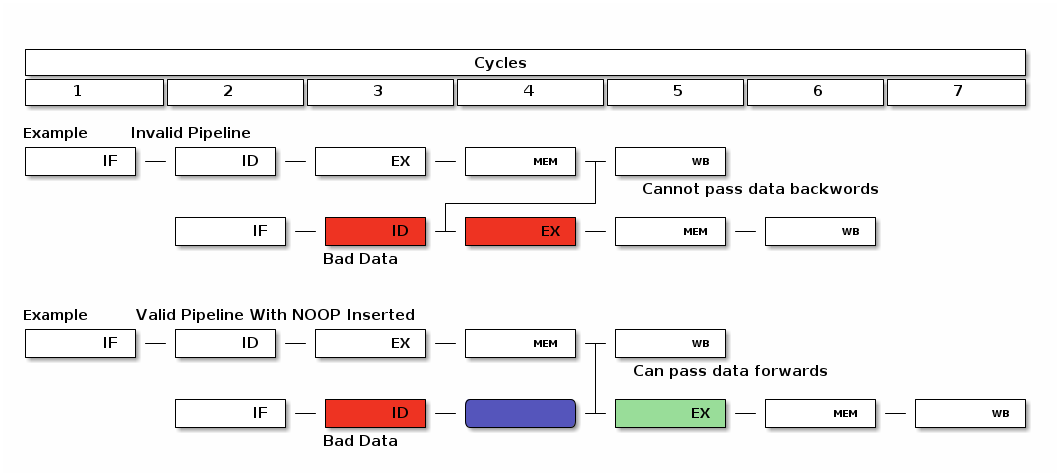 Cycles
1 2 3 4 5 6 7
Example Invalid Pipeline
IF ID EX MEM WB
Cannot pass data backwords
IF ID EX MEM WB
Bad Data
Example Valid Pipeline With NOOP Inserted
IF ID EX MEM WB
Can pass data forwards
IF ID EX MEM WB
Bad Data